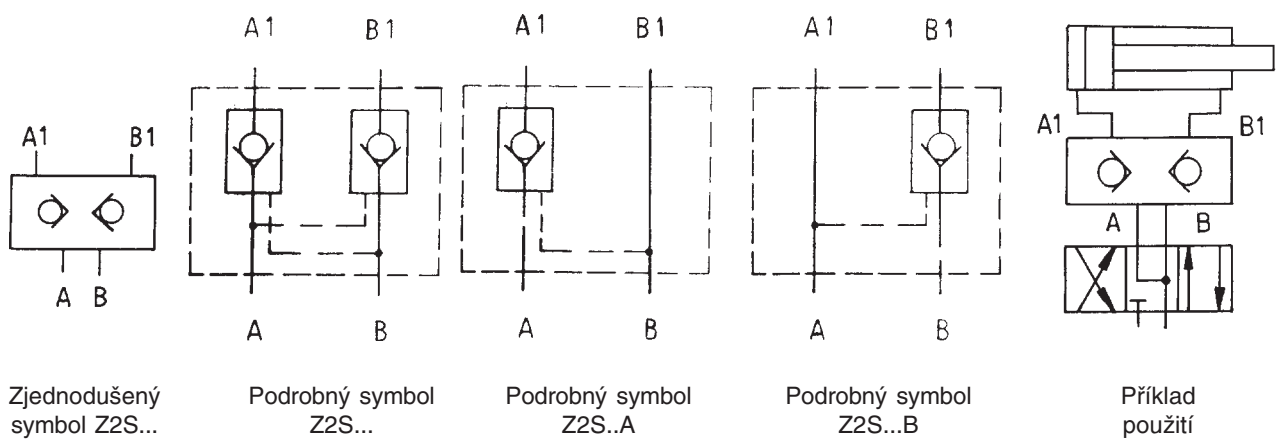 A1 B1 A1 B1 A1 B1
A1 B1
A1 B1
A B
A B
A B A B A B
Zjednodušený Podrobný symbol Podrobný symbol Podrobný symbol Příklad
symbol Z2S... Z2S... Z2S..A Z2S...B použití